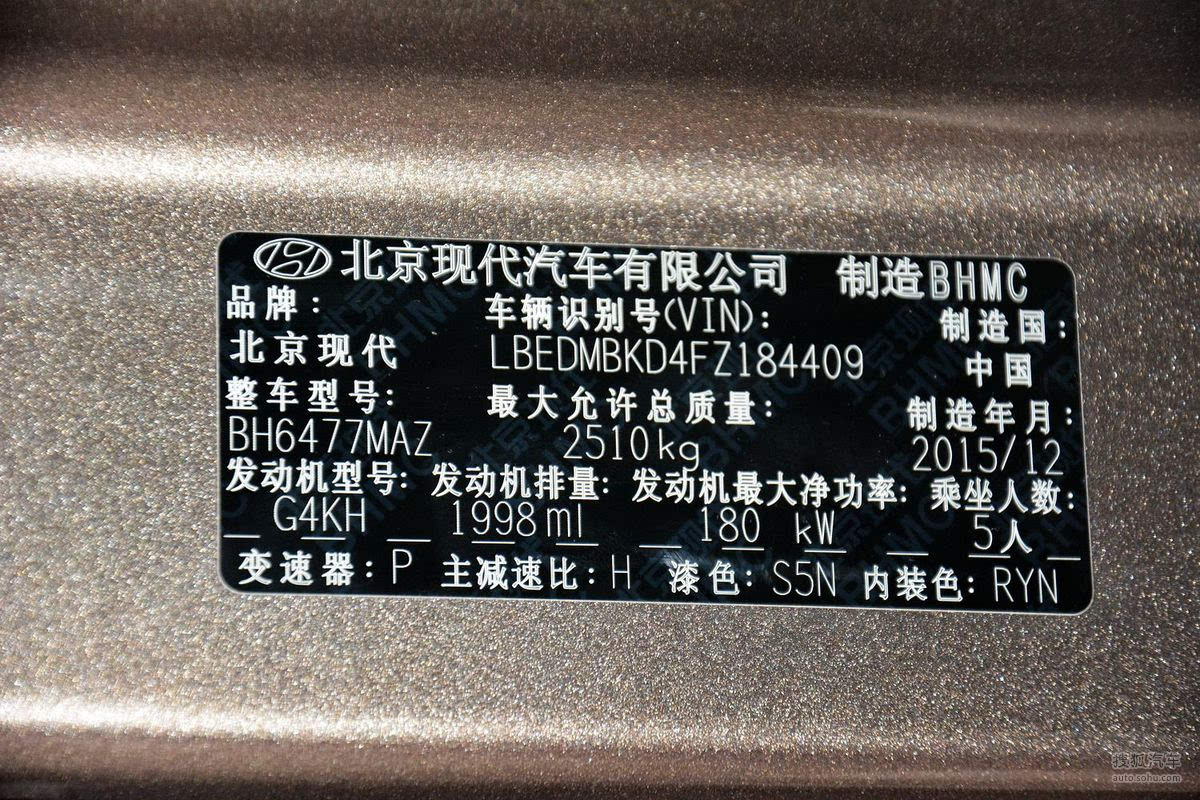 北京现代汽车有限公司 制造BHMC
品牌： 车辆识别号(VIN)： 制造国：
北京现代 LBEDMBKD4FZ184409 中国
整车型号： 最大允许总质量： 制造年月：
BH6477MAZ 2510kg 2015/12
发动机型号： 发动机排量： 发动机最大净功率： 乘坐人数：
G4KH 1998ml 180 kW 5人
变速器：P 主减速比：H 漆色：S5N 内装色：RYN
搜狐汽车
auto.sohu.com